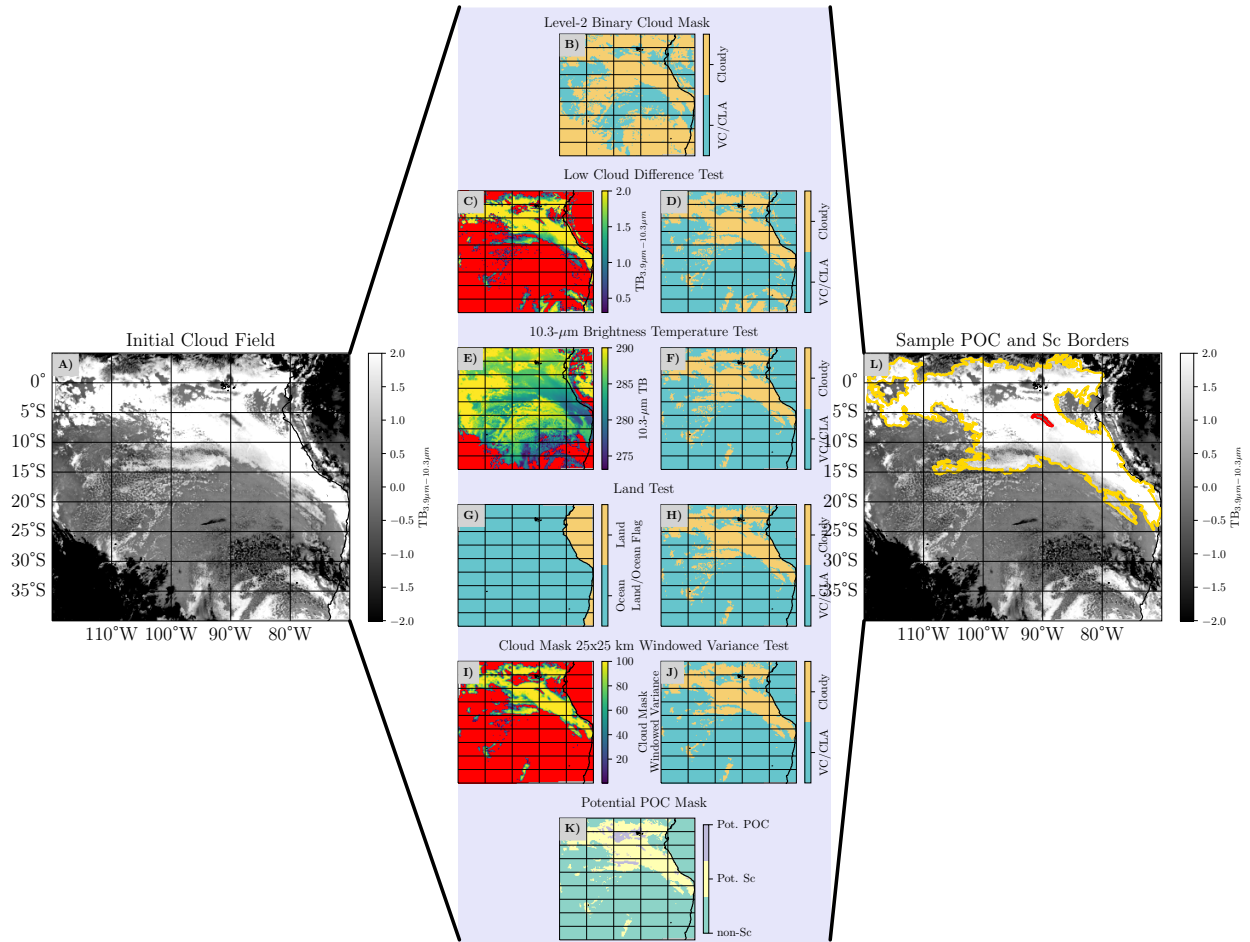 Level-2 Binary Cloud Mask
B)
Cloudy
VC/CLA
Low Cloud Difference Test
C)
2.0
1.5
1.0
0.5
TB3.9μm−10.3μm
D)
Cloudy
VC/CLA
10.3-μm Brightness Temperature Test
E)
290
285
280
275
10.3-μm TB
F)
Cloudy
VC/CLA
Land Test
G)
Land
Ocean
Land/Ocean Flag
H)
Cloudy
VC/CLA
Cloud Mask 25x25 km Windowed Variance Test
I)
100
80
60
40
20
Cloud Mask
Windowed Variance
J)
Cloudy
VC/CLA
Potential POC Mask
K)
Pot. POC
Pot. Sc
non-Sc
Initial Cloud Field
A)
0°
5°S
10°S
15°S
20°S
25°S
30°S
35°S
110°W 100°W 90°W 80°W
2.0
1.5
1.0
0.5
0.0
−0.5
−1.0
−1.5
−2.0
TB3.9μm−10.3μm
Sample POC and Sc Borders
L)
0°
5°S
10°S
15°S
20°S
25°S
30°S
35°S
110°W 100°W 90°W 80°W
2.0
1.5
1.0
0.5
0.0
−0.5
−1.0
−1.5
−2.0
TB3.9μm−10.3μm